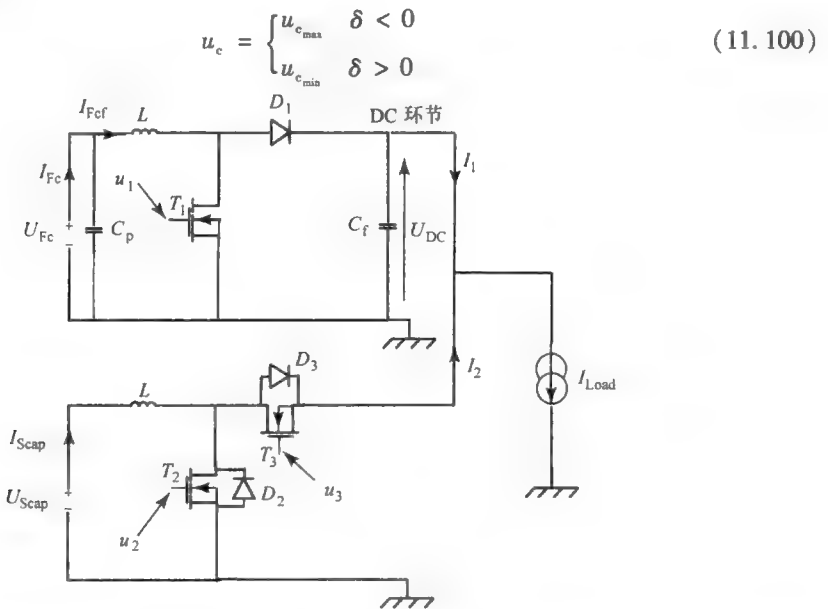 u_c = { u_cmax δ < 0
u_cmin δ > 0
(11.100)
I_Fcf L D_1 DC 环节
I_Fc u_1 T_1 I_1
U_Fc + - C_p C_f U_DC
D_3 I_2
L I_Load
I_Scap T_3
T_2 u_3
U_Scap + - D_2
u_2